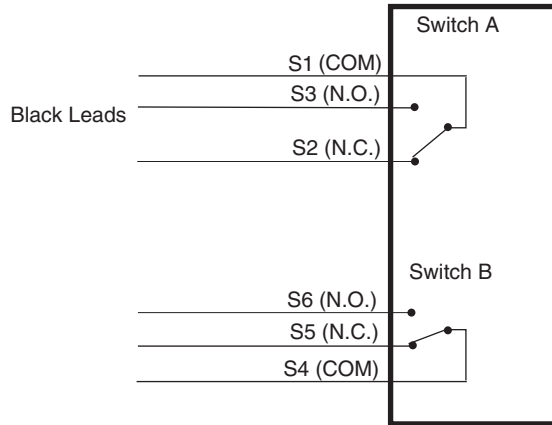 Switch A
S1 (COM)
S3 (N.O.)
Black Leads
S2 (N.C.)
Switch B
S6 (N.O.)
S5 (N.C.)
S4 (COM)